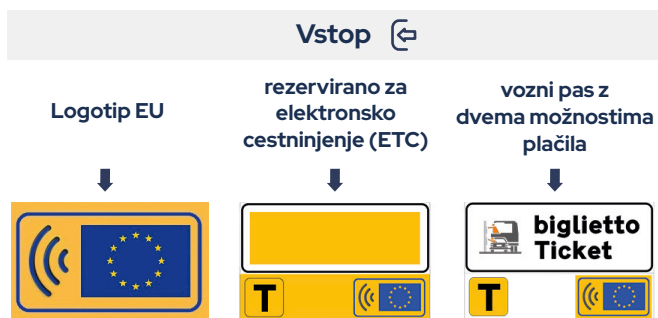 Vstop
Logotip EU
rezervirano za
elektronsko
cestninjenje (ETC)
vozni pas z
dvema možnostima
plačila
biglietto
Ticket
T
T